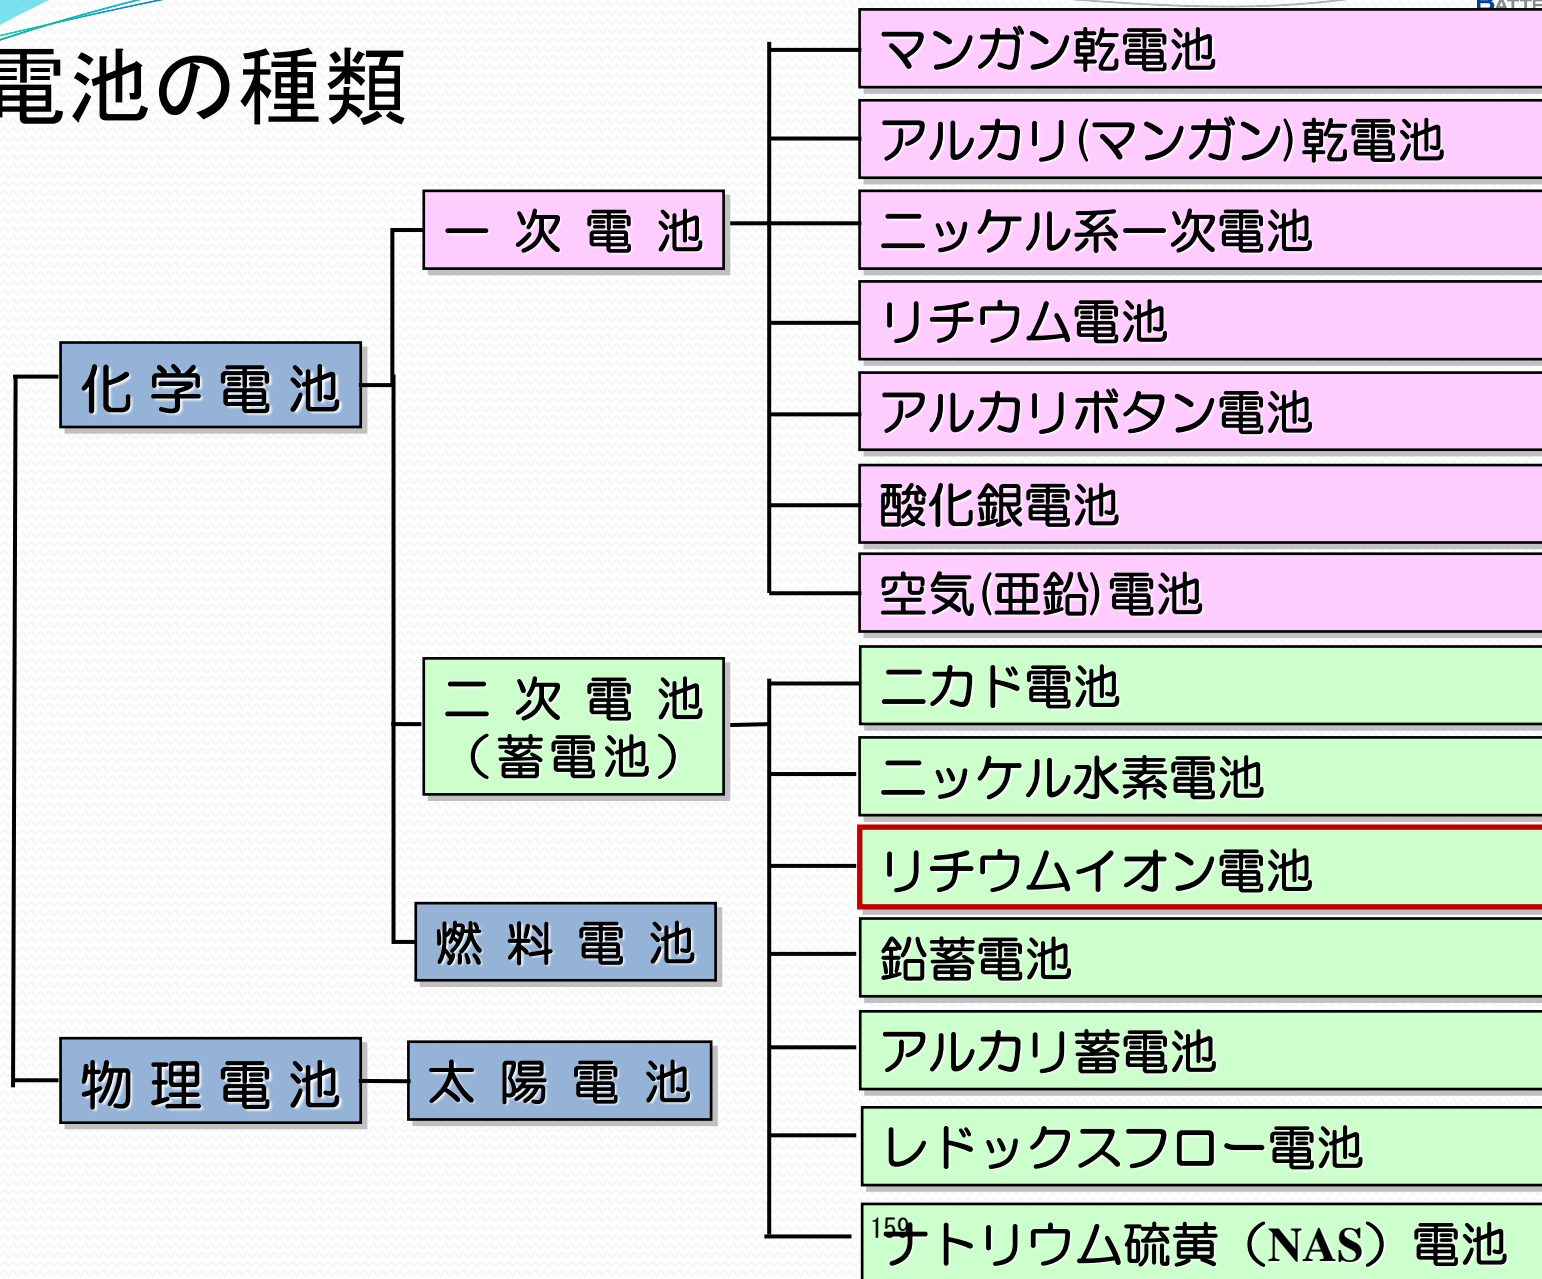 電池の種類
マンガン乾電池
アルカリ(マンガン)乾電池
一次電池
ニッケル系一次電池
リチウム電池
化学電池
アルカリボタン電池
酸化銀電池
空気(亜鉛)電池
二次電池
（蓄電池）
ニカド電池
ニッケル水素電池
リチウムイオン電池
燃料電池
鉛蓄電池
物理電池
太陽電池
アルカリ蓄電池
レドックスフロー電池
159
ナトリウム硫黄（NAS）電池